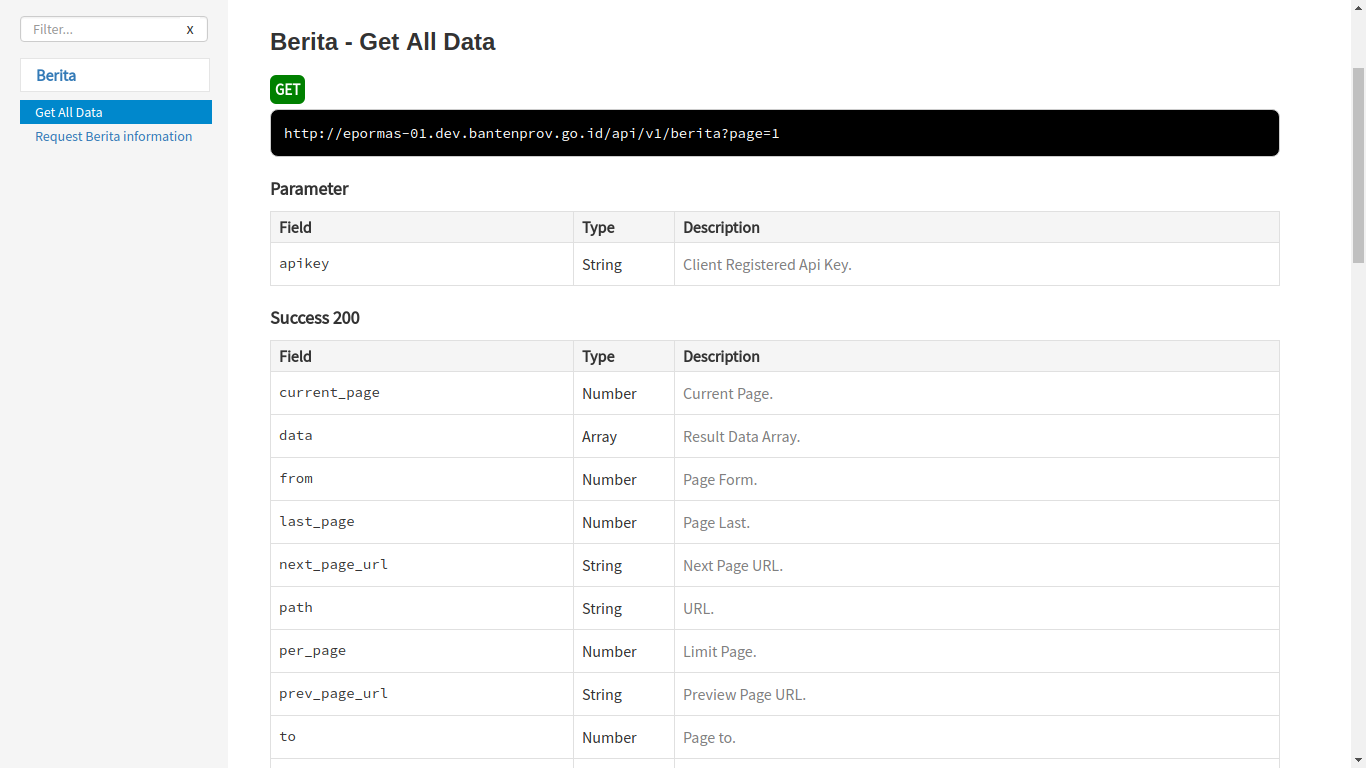 Filter...
x
Berita
Get All Data
Request Berita information
Berita - Get All Data
GET
http://epormas-01.dev.bantenprov.go.id/api/v1/berita?page=1
Parameter
Field Type Description
apikey String Client Registered Api Key.
Success 200
Field Type Description
current_page Number Current Page.
data Array Result Data Array.
from Number Page Form.
last_page Number Page Last.
next_page_url String Next Page URL.
path String URL.
per_page Number Limit Page.
prev_page_url String Preview Page URL.
to Number Page to.